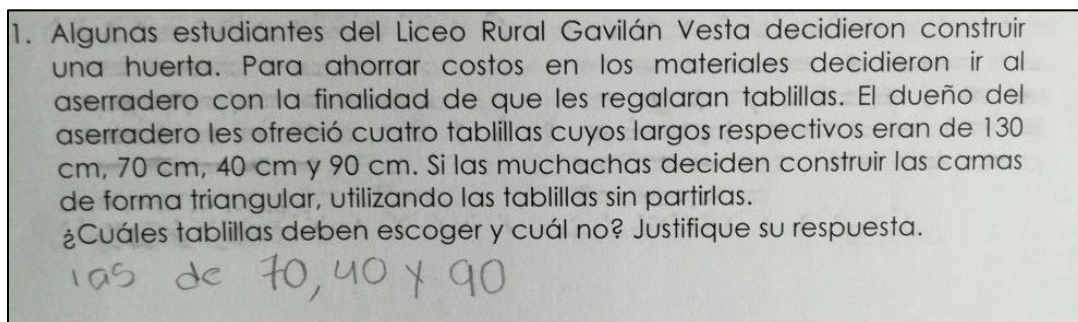 1. Algunas estudiantes del Liceo Rural Gavilán Vesta decidieron construir
una huerta. Para ahorrar costos en los materiales decidieron ir al
aserradero con la finalidad de que les regalaran tablillas. El dueño del
aserradero les ofreció cuatro tablillas cuyos largos respectivos eran de 130
cm, 70 cm, 40 cm y 90 cm. Si las muchachas deciden construir las camas
de forma triangular, utilizando las tablillas sin partirlas.
¿Cuáles tablillas deben escoger y cuál no? Justifique su respuesta.
las de 70, 40 y 90